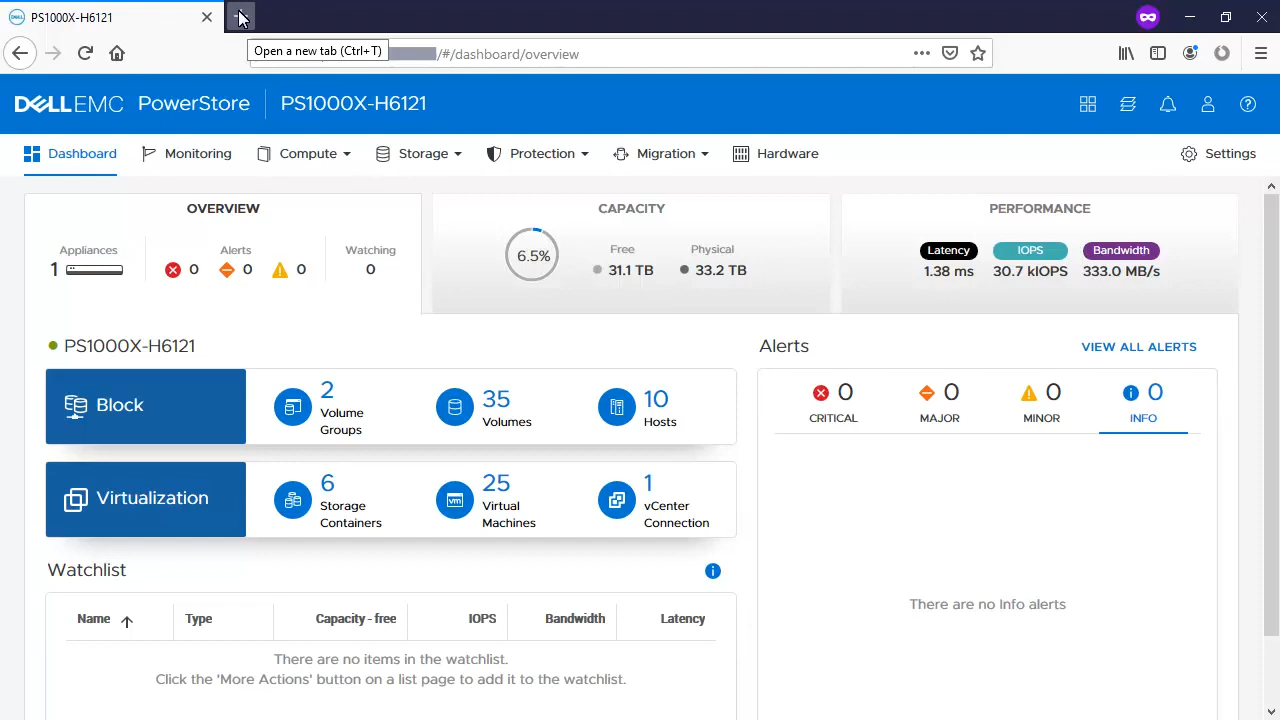 PS1000X-H6121
Open a new tab (Ctrl+T)
/#/dashboard/overview
DELLEMC PowerStore PS1000X-H6121
Dashboard Monitoring Compute Storage Protection Migration Hardware Settings
OVERVIEW
Appliances Alerts Watching
1 0 0 0 0
CAPACITY
6.5%
Free Physical
31.1 TB 33.2 TB
PERFORMANCE
Latency IOPS Bandwidth
1.38 ms 30.7 kIOPS 333.0 MB/s
PS1000X-H6121
Block
2
Volume
Groups
35
Volumes
10
Hosts
Virtualization
6
Storage
Containers
25
vm
Virtual
Machines
1
vCenter
Connection
Watchlist
Name Type Capacity - free IOPS Bandwidth Latency
There are no items in the watchlist.
Click the 'More Actions' button on a list page to add it to the watchlist.
Alerts VIEW ALL ALERTS
0 0 0 0
CRITICAL MAJOR MINOR INFO
There are no Info alerts